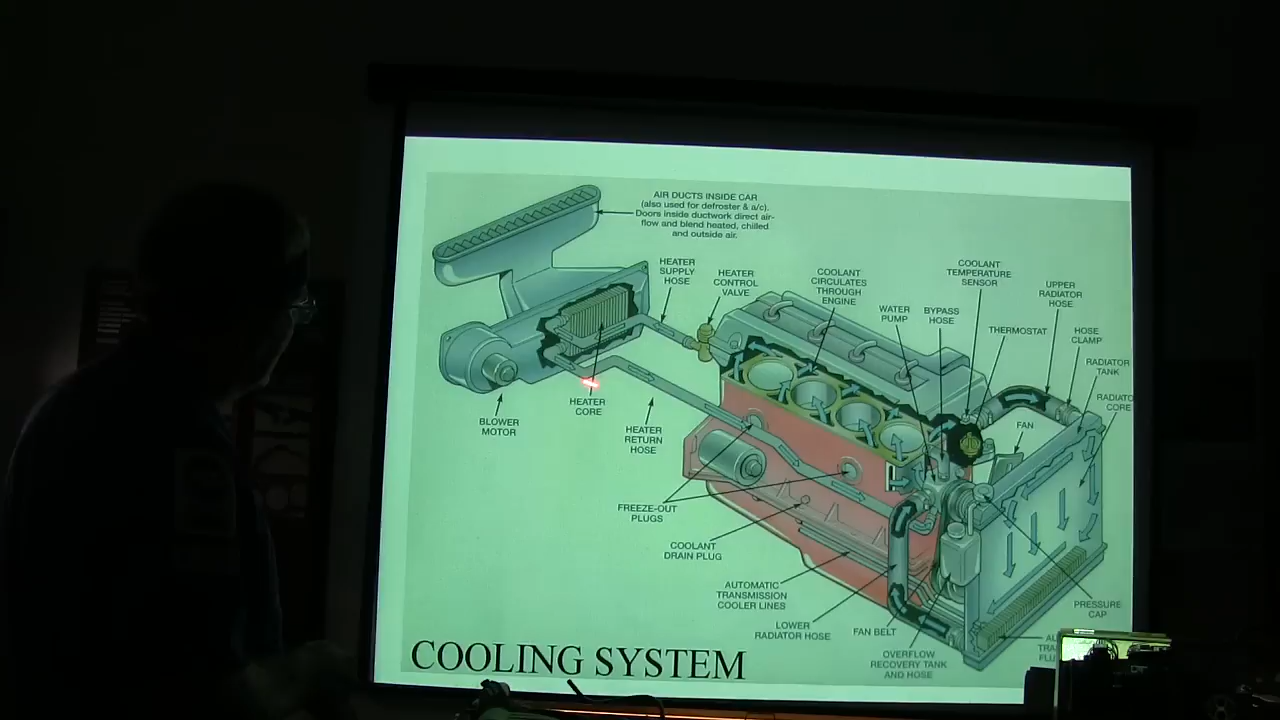 AIR DUCTS INSIDE CAR
(also used for defroster & a/c).
Doors inside ductwork direct air-
flow and blend heated, chilled
and outside air.
HEATER
SUPPLY
HOSE
HEATER
CONTROL
VALVE
COOLANT
CIRCULATES
THROUGH
ENGINE
COOLANT
TEMPERATURE
SENSOR
UPPER
RADIATOR
HOSE
WATER
PUMP
BYPASS
HOSE
THERMOSTAT
HOSE
CLAMP
RADIATOR
TANK
RADIATO
CORE
FAN
BLOWER
MOTOR
HEATER
CORE
HEATER
RETURN
HOSE
FREEZE-OUT
PLUGS
COOLANT
DRAIN PLUG
AUTOMATIC
TRANSMISSION
COOLER LINES
LOWER
RADIATOR HOSE
FAN BELT
OVERFLOW
RECOVERY TANK
AND HOSE
PRESSURE
CAP
COOLING SYSTEM